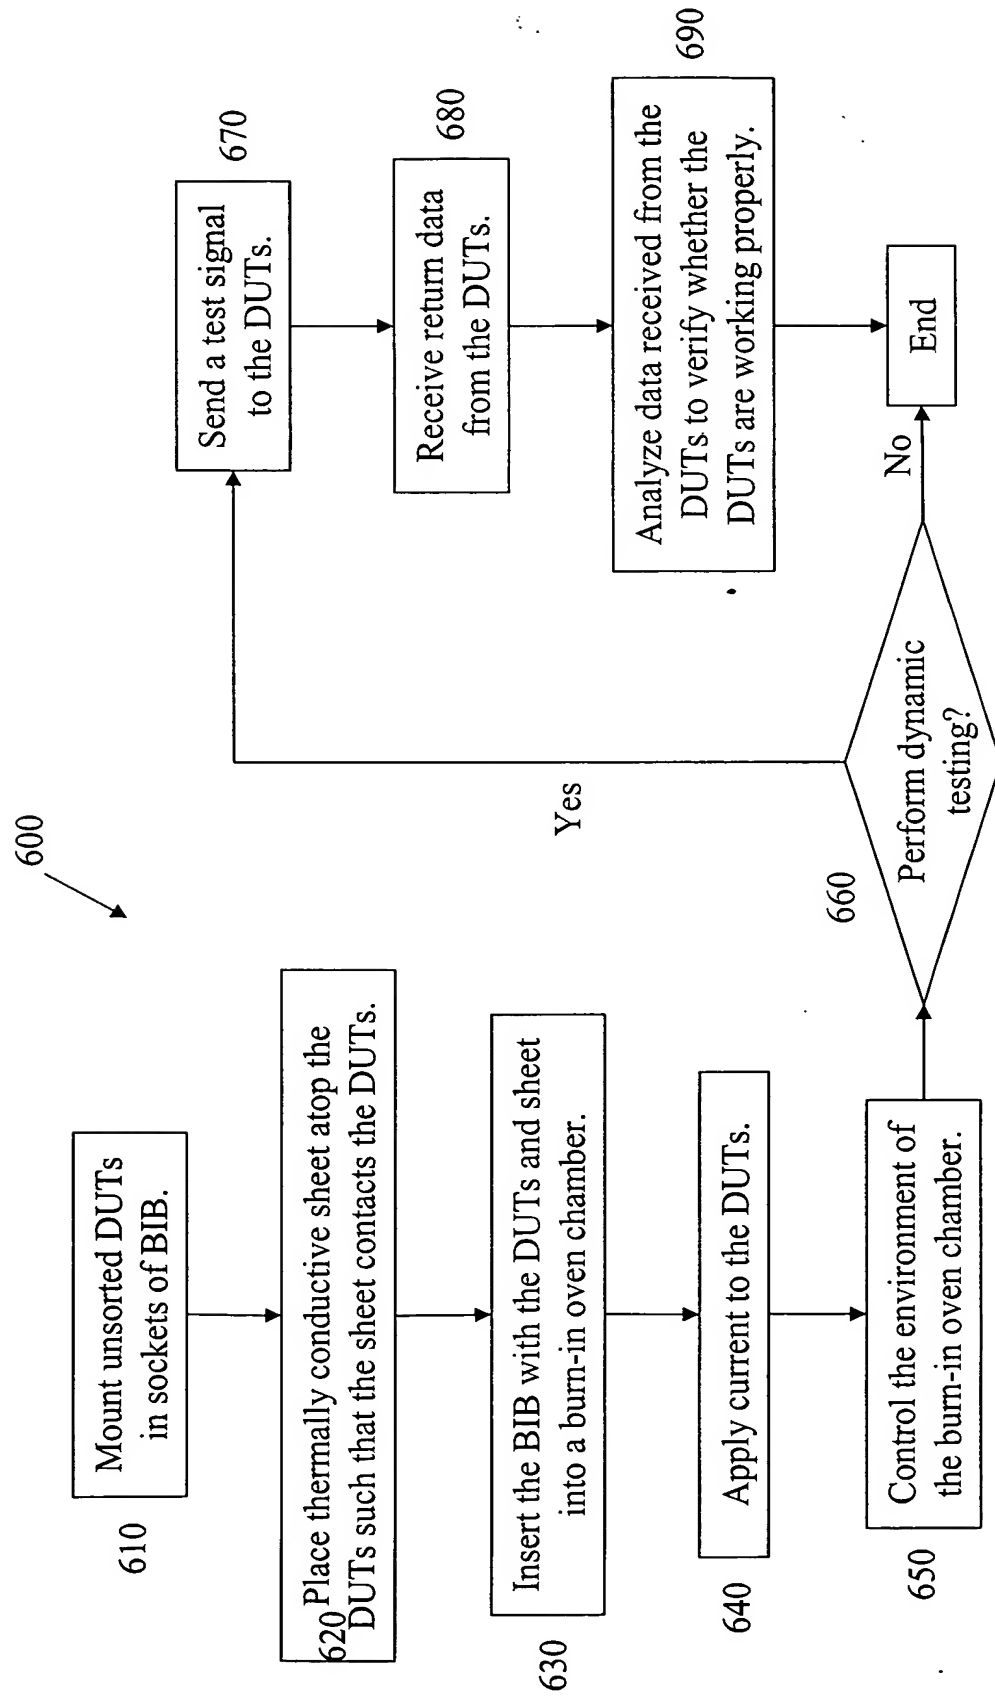 600
610
Mount unsorted DUTs
in sockets of BIB.
620
Place thermally conductive sheet atop the
DUTs such that the sheet contacts the DUTs.
630
Insert the BIB with the DUTs and sheet
into a burn-in oven chamber.
640
Apply current to the DUTs.
650
Control the environment of
the burn-in oven chamber.
660
Perform dynamic
testing?
Yes
No
670
Send a test signal
to the DUTs.
680
Receive return data
from the DUTs.
690
Analyze data received from the
DUTs to verify whether the
DUTs are working properly.
End